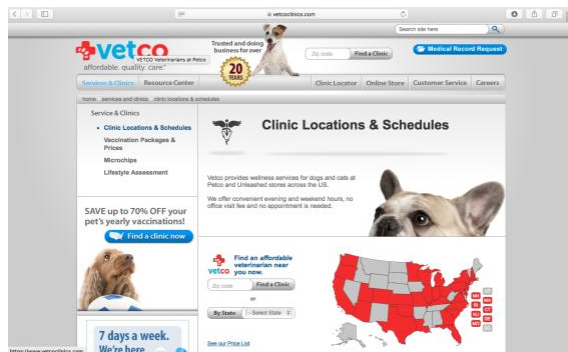 vetcoclinics.com
Search site here
Trusted and doing
business for over
20
YEARS
vetco
VETCO Veterinarians at Petco
affordable. quality. care.
Zip code
Find a Clinic
Medical Record Request
Services & Clinics
Resource Center
Clinic Locator
Online Store
Customer Service
Careers
home services and clinics clinic locations & schedules
Service & Clinics
Clinic Locations & Schedules
Vaccination Packages &
Prices
Microchips
Lifestyle Assessment
Clinic Locations & Schedules
Vetco provides wellness services for dogs and cats at
Petco and Unleashed stores across the US.
We offer convenient evening and weekend hours, no
office visit fee and no appointment is needed.
SAVE up to 70% OFF your
pet's yearly vaccinations!
Find a clinic now
vetco
Find an affordable
veterinarian near
you now.
Zip code
Find a Clinic
or
By State
- Select State
See our Price List
7 days a week.
We're here
https://www.vetcoclinics.com